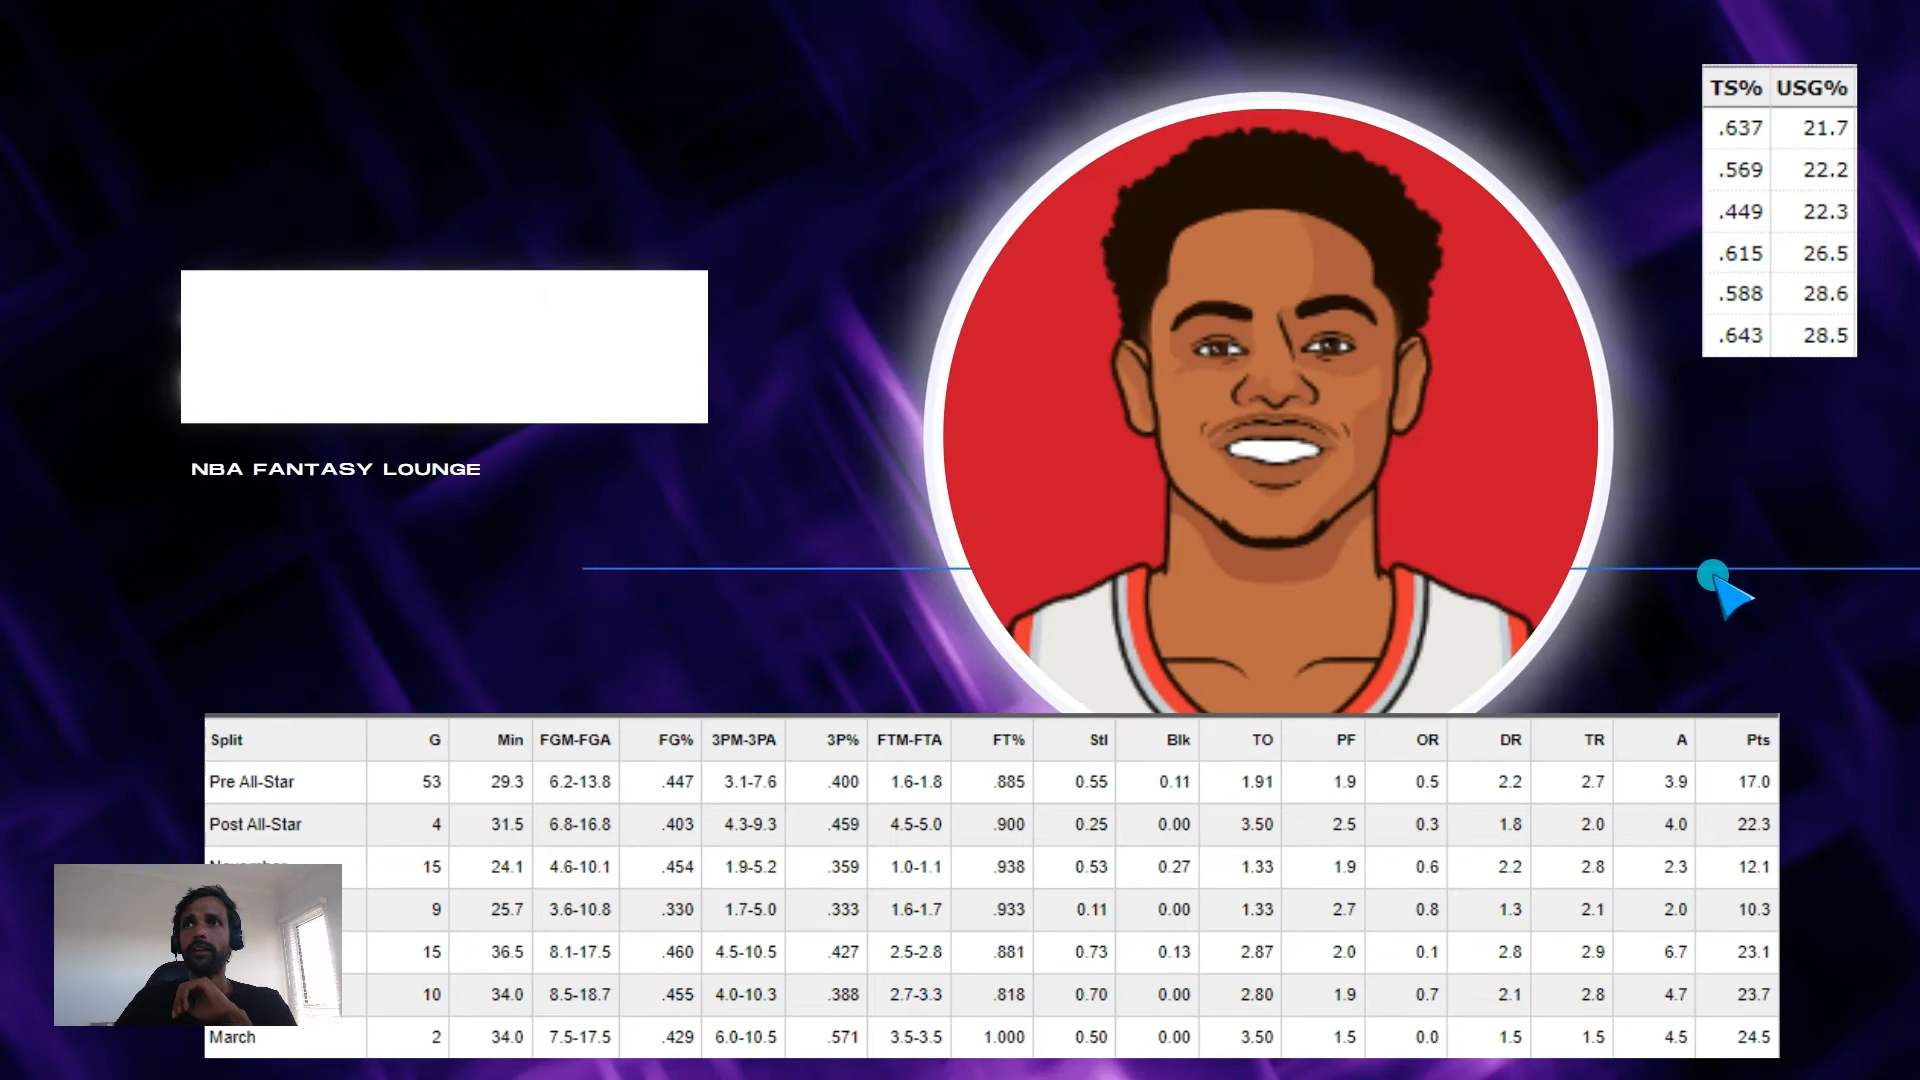 TS% USG%
.637 21.7
.569 22.2
.449 22.3
.615 26.5
.588 28.6
.643 28.5
NBA FANTASY LOUNGE
Split G Min FGM-FGA FG% 3PM-3PA 3P% FTM-FTA FT% Stl Blk TO PF OR DR TR A Pts
Pre All-Star 53 29.3 6.2-13.8 .447 3.1-7.6 .400 1.6-1.8 .885 0.55 0.11 1.91 1.9 0.5 2.2 2.7 3.9 17.0
Post All-Star 4 31.5 6.8-16.8 .403 4.3-9.3 .459 4.5-5.0 .900 0.25 0.00 3.50 2.5 0.3 1.8 2.0 4.0 22.3
15 24.1 4.6-10.1 .454 1.9-5.2 .359 1.0-1.1 .938 0.53 0.27 1.33 1.9 0.6 2.2 2.8 2.3 12.1
9 25.7 3.6-10.8 .330 1.7-5.0 .333 1.6-1.7 .933 0.11 0.00 1.33 2.7 0.8 1.3 2.1 2.0 10.3
15 36.5 8.1-17.5 .460 4.5-10.5 .427 2.5-2.8 .881 0.73 0.13 2.87 2.0 0.1 2.8 2.9 6.7 23.1
10 34.0 8.5-18.7 .455 4.0-10.3 .388 2.7-3.3 .818 0.70 0.00 2.80 1.9 0.7 2.1 2.8 4.7 23.7
March 2 34.0 7.5-17.5 .429 6.0-10.5 .571 3.5-3.5 1.000 0.50 0.00 3.50 1.5 0.0 1.5 1.5 4.5 24.5